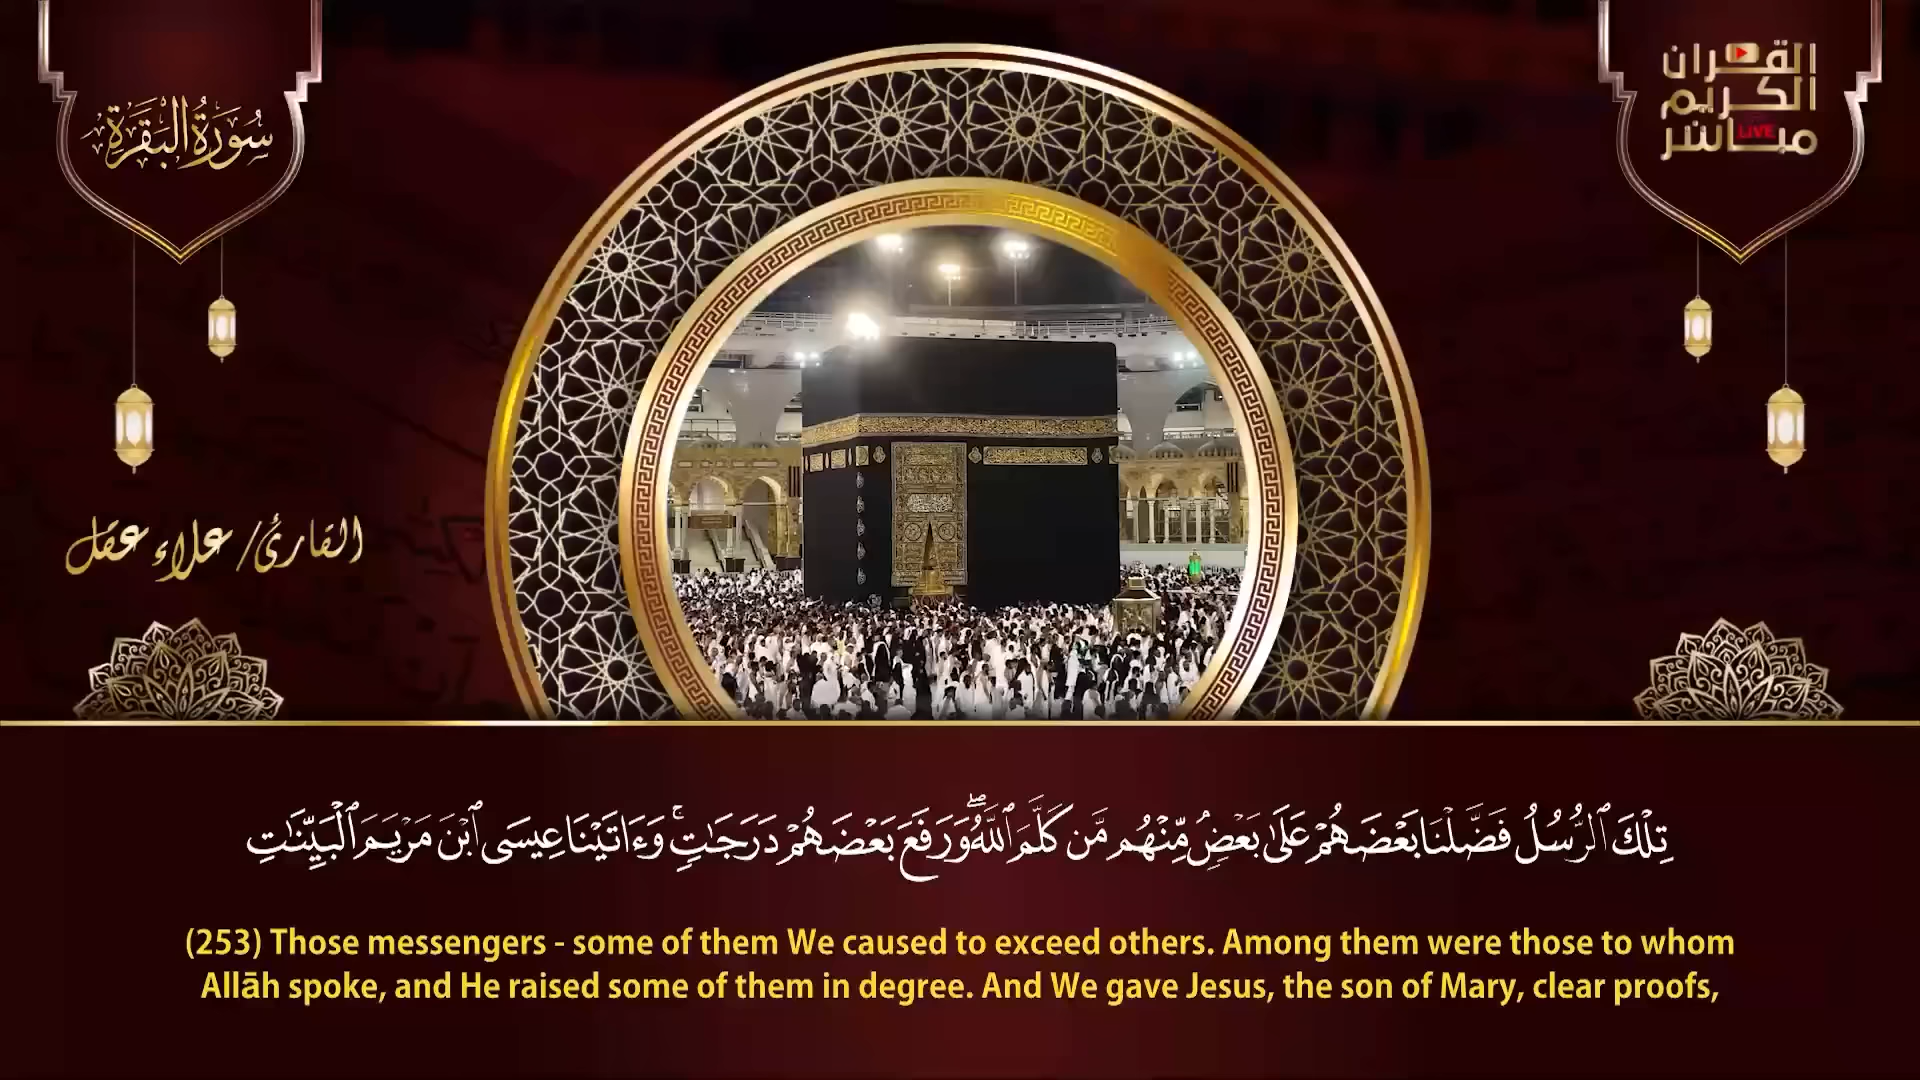 سُورَةُ البَقَرَةِ
القرآن
الكريم
مباشر
LIVE
القارئ/ علاء عقل
تِلْكَ ٱلرُّسُلُ فَضَّلْنَا بَعْضَهُمْ عَلَىٰ بَعْضٍۢ مِّنْهُم مَّن كَلَّمَ ٱللَّهُ ۖ وَرَفَعَ بَعْضَهُمْ دَرَجَٰتٍۢ ۚ وَءَاتَيْنَا عِيسَى ٱبْنَ مَرْيَمَ ٱلْبَيِّنَٰتِ
(253) Those messengers - some of them We caused to exceed others. Among them were those to whom
Allāh spoke, and He raised some of them in degree. And We gave Jesus, the son of Mary, clear proofs,